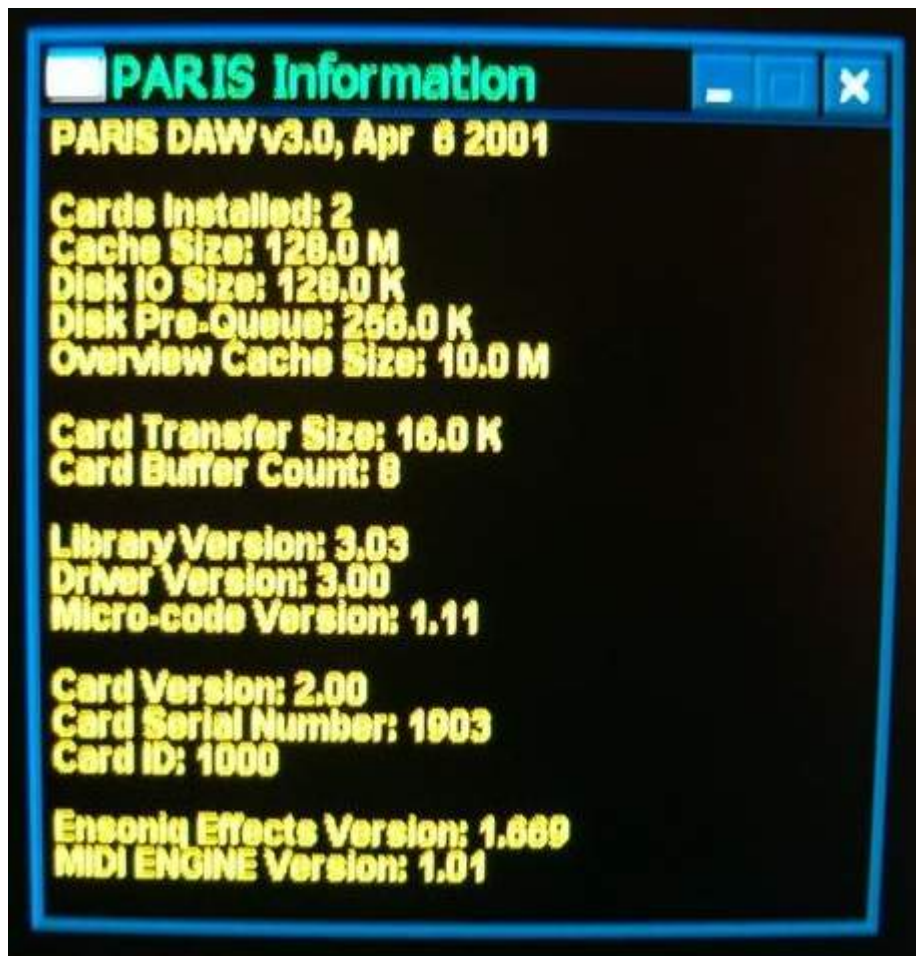 PARIS Information
PARIS DAW v3.0, Apr 6 2001
Cards Installed: 2
Cache Size: 128.0 M
Disk IO Size: 128.0 K
Disk Pre-Queue: 256.0 K
Overview Cache Size: 10.0 M
Card Transfer Size: 16.0 K
Card Buffer Count: 8
Library Version: 3.03
Driver Version: 3.00
Micro-code Version: 1.11
Card Version: 2.00
Card Serial Number: 1903
Card ID: 1000
Ensoniq Effects Version: 1.669
MIDI ENGINE Version: 1.01